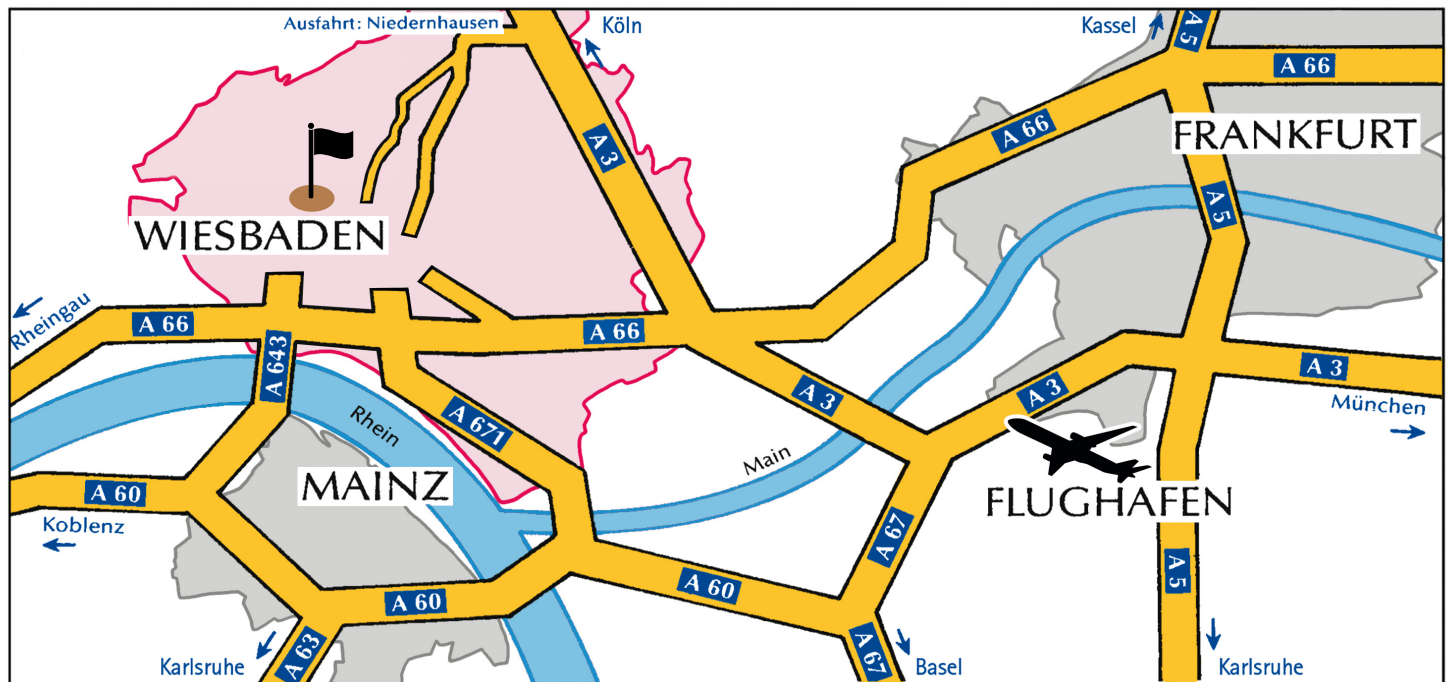 Ausfahrt: Niedernhausen
Köln
Kassel
A 5
A 66
A 66
A 3
FRANKFURT
A 5
WIESBADEN
Rheingau
A 66
A 643
A 66
A 3
A 3
A 3
München
Rhein
A 671
Main
MAINZ
A 60
Koblenz
FLUGHAFEN
A 67
A 60
A 60
A 5
A 63
Karlsruhe
A 67
Basel
Karlsruhe